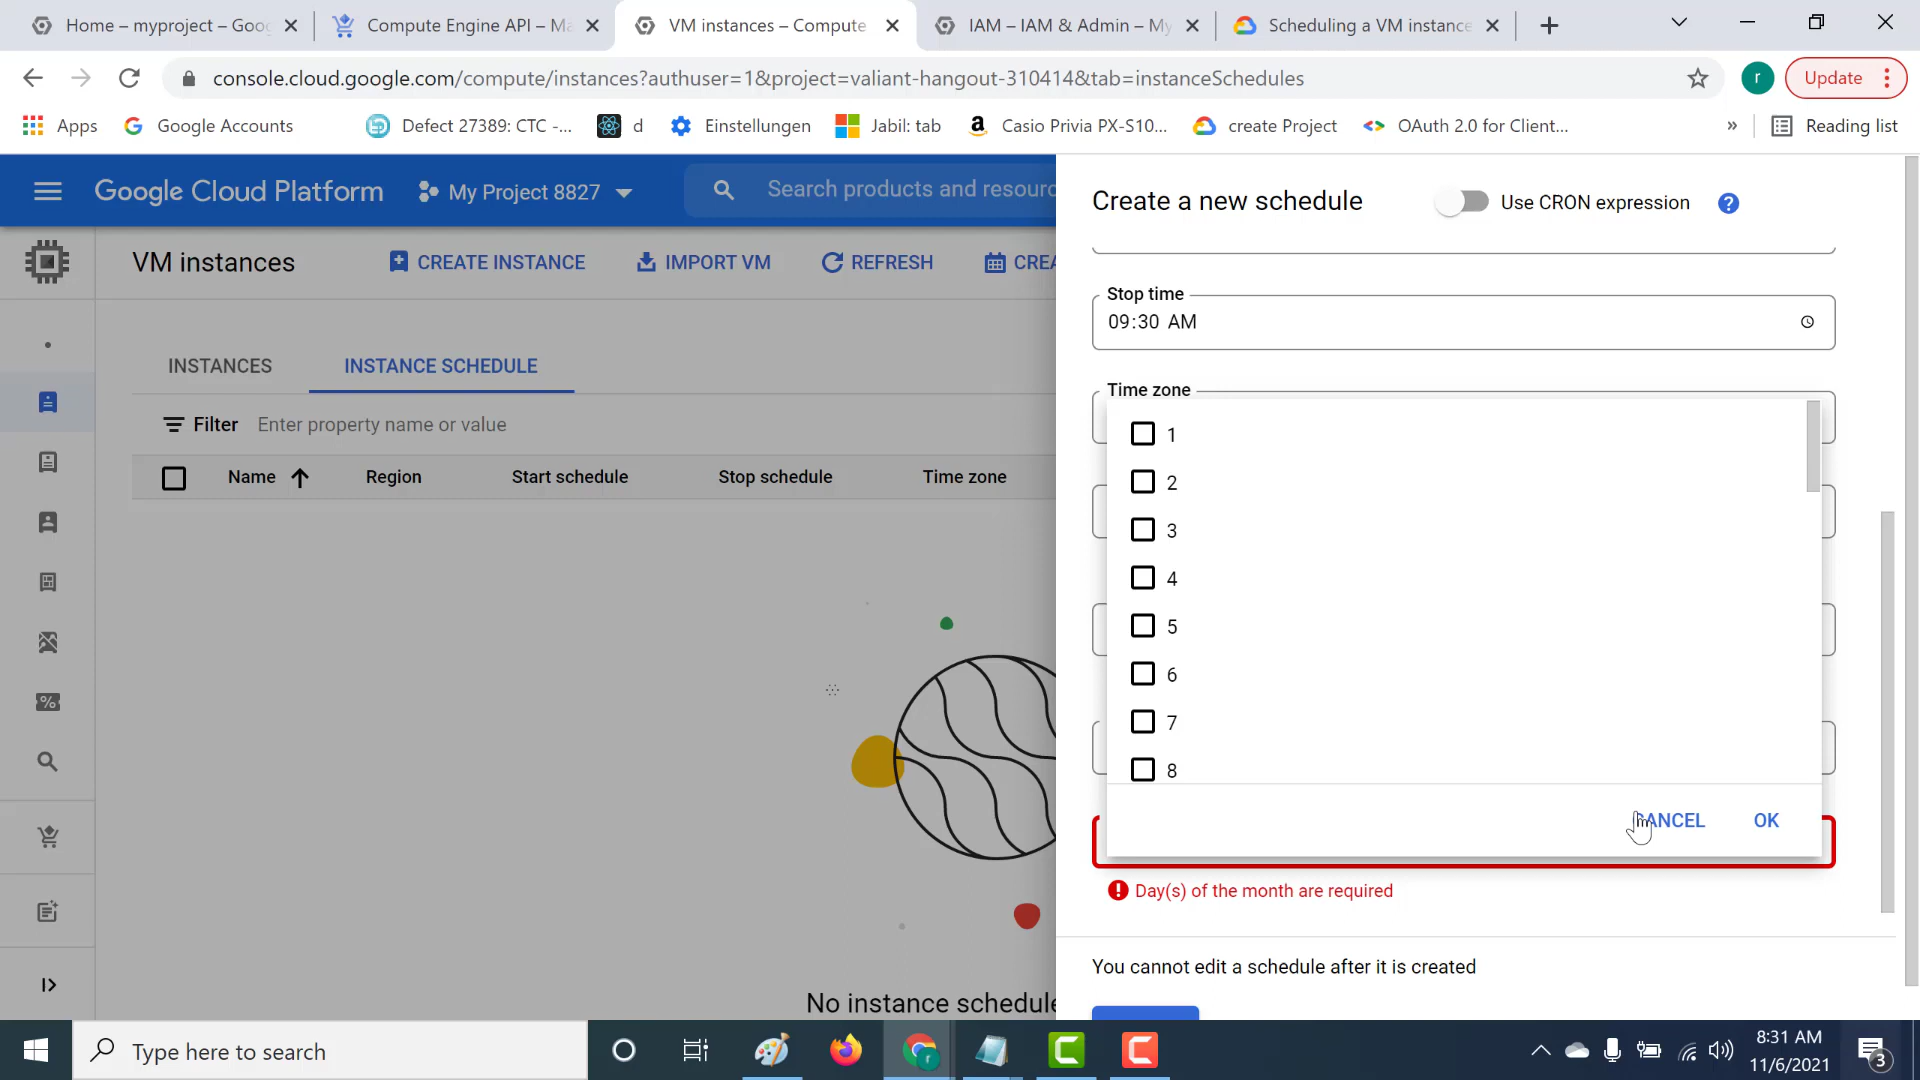 Home – myproject – Goog
Compute Engine API – Ma
VM instances – Compute
IAM – IAM & Admin – My
Scheduling a VM instance
console.cloud.google.com/compute/instances?authuser=1&project=valiant-hangout-310414&tab=instanceSchedules
r
Update
Apps
Google Accounts
Defect 27389: CTC -...
d
Einstellungen
Jabil: tab
Casio Privia PX-S10...
create Project
OAuth 2.0 for Client...
»
Reading list
Google Cloud Platform
My Project 8827
Search products and resourc
Create a new schedule
Use CRON expression
VM instances
CREATE INSTANCE
IMPORT VM
REFRESH
CREA
Stop time
09:30 AM
INSTANCES
INSTANCE SCHEDULE
Time zone
Filter
Enter property name or value
Name
Region
Start schedule
Stop schedule
Time zone
1
2
3
4
5
6
7
8
CANCEL
OK
Day(s) of the month are required
You cannot edit a schedule after it is created
No instance schedule
Type here to search
8:31 AM
11/6/2021
3